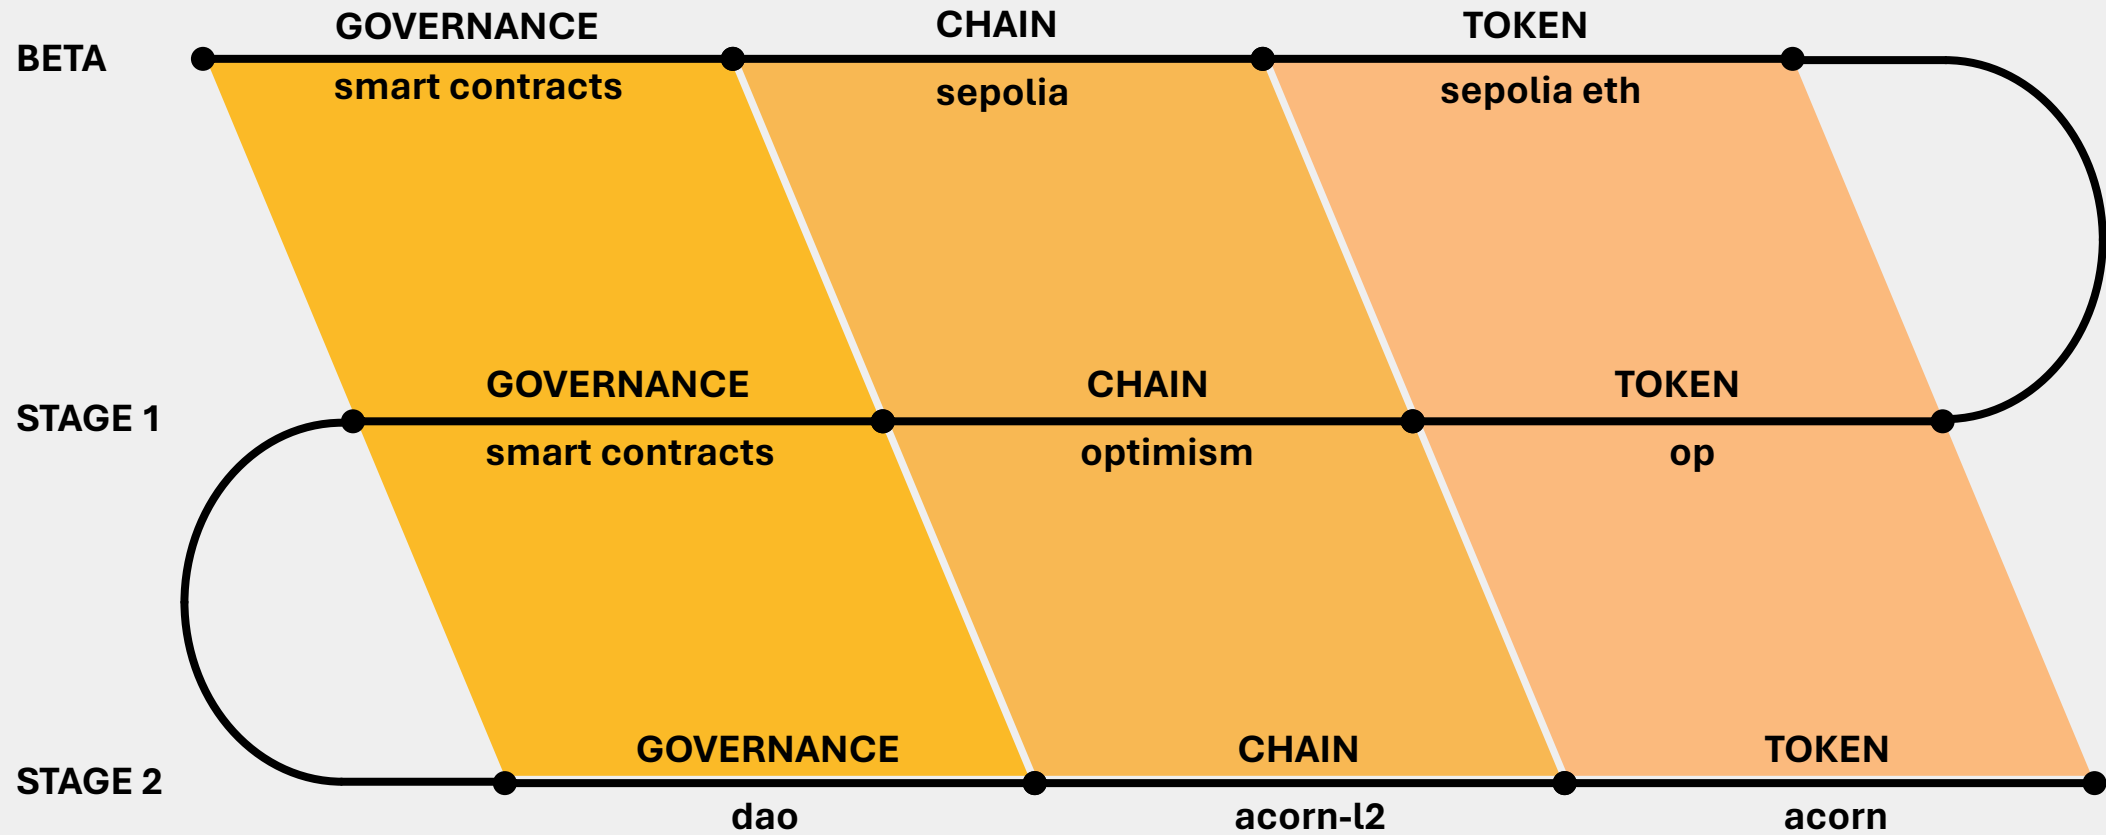 GOVERNANCE
CHAIN
TOKEN
BETA
smart contracts
sepolia
sepolia eth
GOVERNANCE
CHAIN
TOKEN
STAGE 1
smart contracts
optimism
op
GOVERNANCE
CHAIN
TOKEN
STAGE 2
dao
acorn-l2
acorn